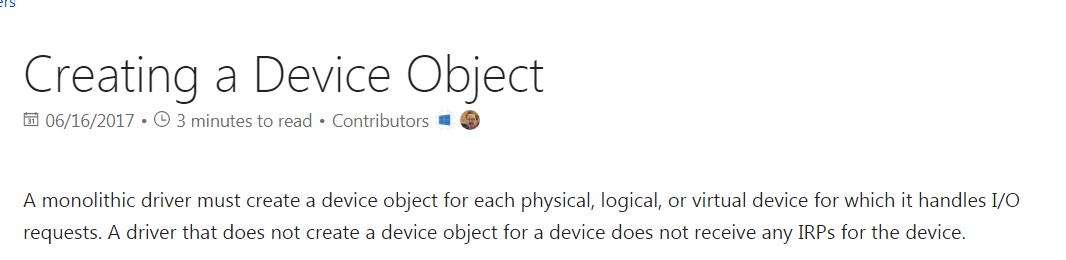 ers
Creating a Device Object
31 06/16/2017 • 3 minutes to read • Contributors
A monolithic driver must create a device object for each physical, logical, or virtual device for which it handles I/O
requests. A driver that does not create a device object for a device does not receive any IRPs for the device.